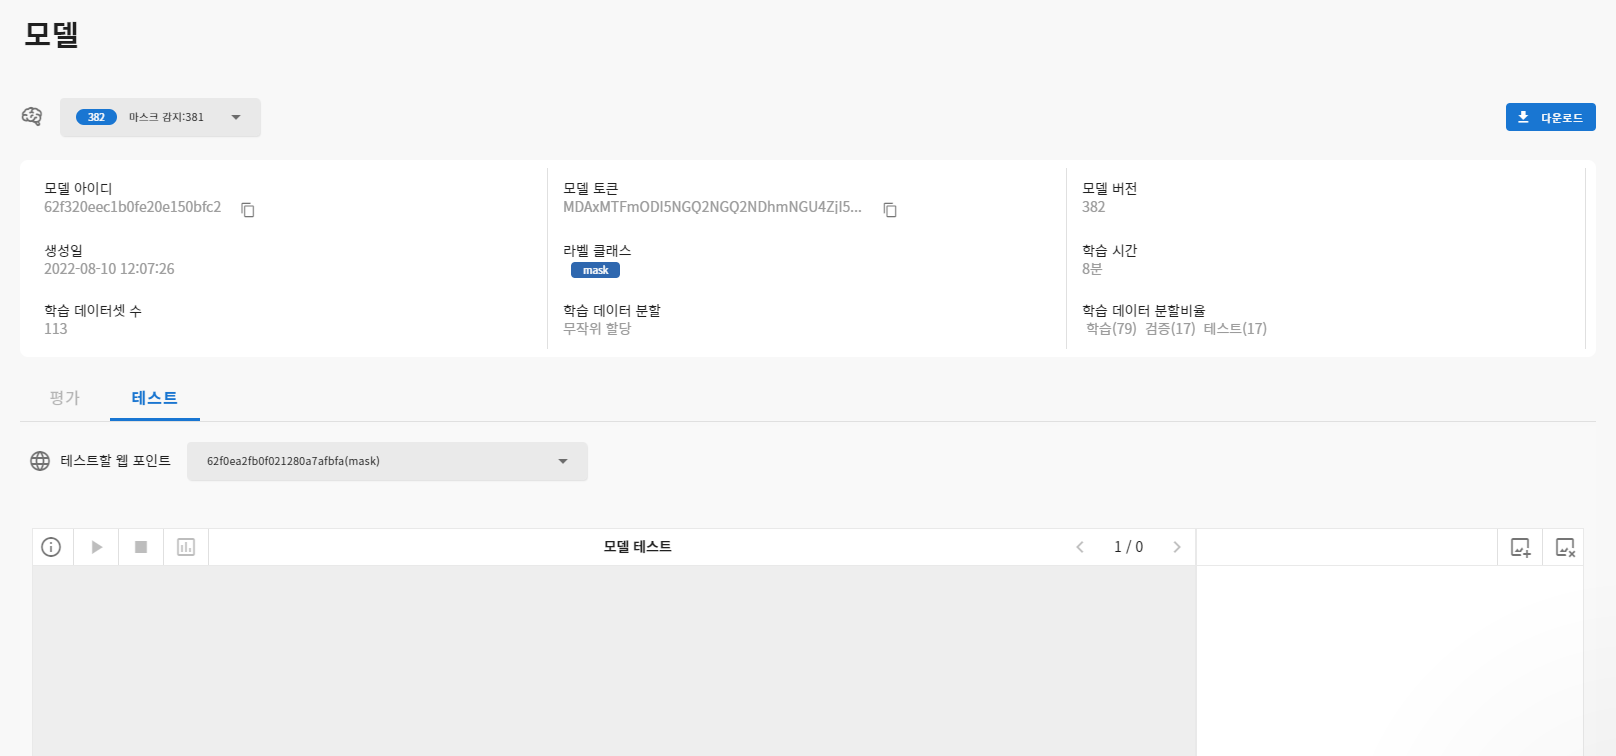 모델
382 마스크 감지:381
다운로드
모델 아이디
62f320eec1b0fe20e150bfc2
모델 토큰
MDAxMTFmODI5NGQ2NGQ2NDhmNGU4ZjI5...
모델 버전
382
생성일
2022-08-10 12:07:26
라벨 클래스
mask
학습 시간
8분
학습 데이터셋 수
113
학습 데이터 분할
무작위 할당
학습 데이터 분할비율
학습(79) 검증(17) 테스트(17)
평가 테스트
테스트할 웹 포인트 62f0ea2fb0f021280a7afbfa(mask)
모델 테스트 1 / 0